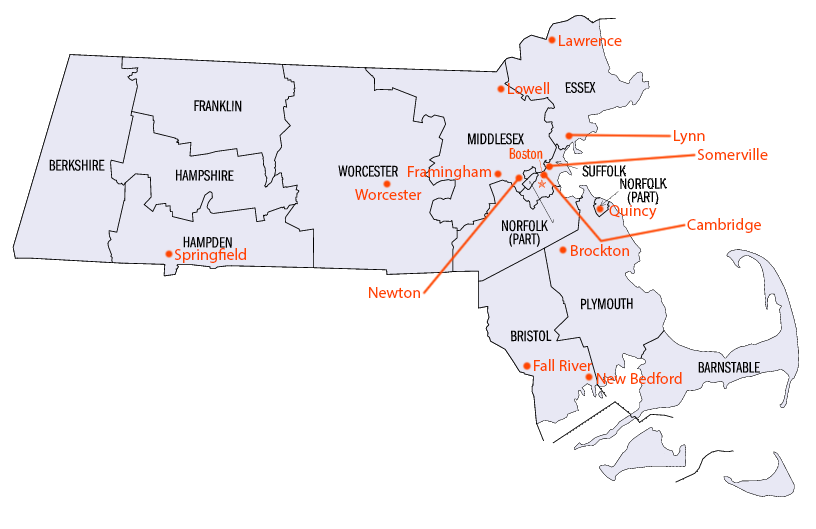 Lawrence
ESSEX
Lowell
FRANKLIN
Lynn
MIDDLESEX
Boston
Somerville
BERKSHIRE
HAMPSHIRE
WORCESTER
Framingham
SUFFOLK
Worcester
NORFOLK
(PART)
Quincy
NORFOLK
(PART)
Cambridge
HAMPDEN
Springfield
Brockton
Newton
PLYMOUTH
BRISTOL
Fall River
BARNSTABLE
New Bedford